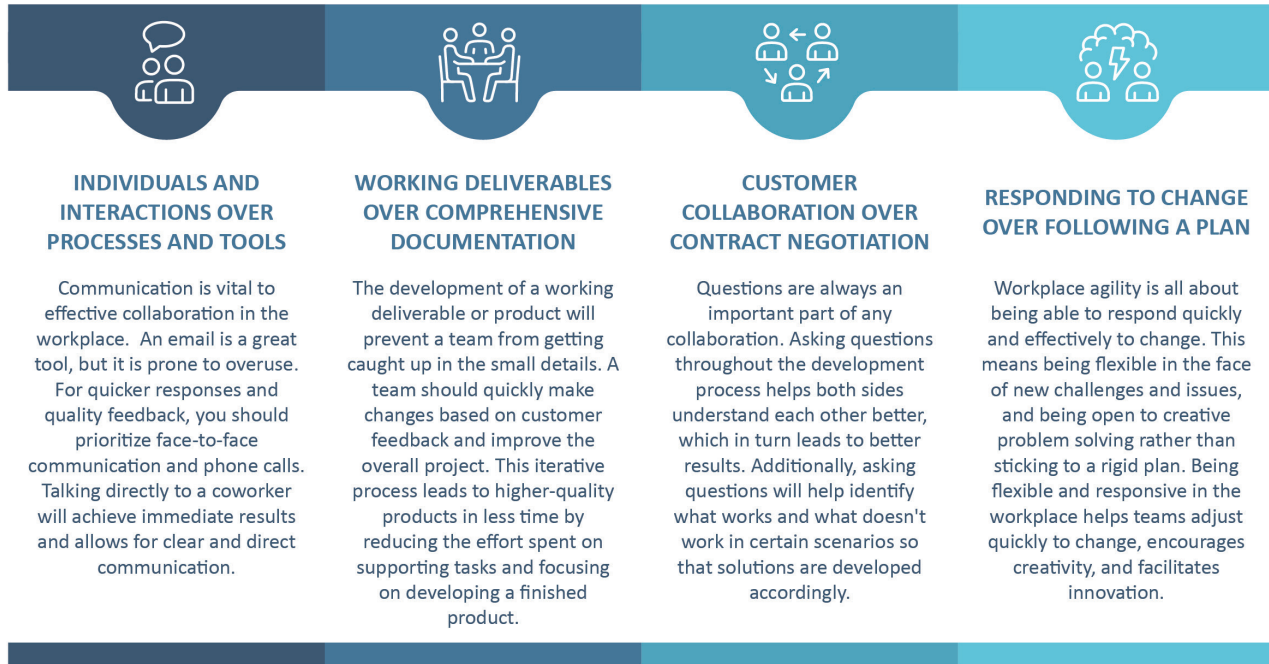 INDIVIDUALS AND
INTERACTIONS OVER
PROCESSES AND TOOLS
Communication is vital to
effective collaboration in the
workplace.  An email is a great
tool, but it is prone to overuse.
For quicker responses and
quality feedback, you should
prioritize face-to-face
communication and phone calls.
Talking directly to a coworker
will achieve immediate results
and allows for clear and direct
communication.
WORKING DELIVERABLES
OVER COMPREHENSIVE
DOCUMENTATION
The development of a working
deliverable or product will
prevent a team from getting
caught up in the small details. A
team should quickly make
changes based on customer
feedback and improve the
overall project. This iterative
process leads to higher-quality
products in less time by
reducing the effort spent on
supporting tasks and focusing
on developing a finished
product.
CUSTOMER
COLLABORATION OVER
CONTRACT NEGOTIATION
Questions are always an
important part of any
collaboration. Asking questions
throughout the development
process helps both sides
understand each other better,
which in turn leads to better
results. Additionally, asking
questions will help identify
what works and what doesn't
work in certain scenarios so
that solutions are developed
accordingly.
RESPONDING TO CHANGE
OVER FOLLOWING A PLAN
Workplace agility is all about
being able to respond quickly
and effectively to change. This
means being flexible in the face
of new challenges and issues,
and being open to creative
problem solving rather than
sticking to a rigid plan. Being
flexible and responsive in the
workplace helps teams adjust
quickly to change, encourages
creativity, and facilitates
innovation.